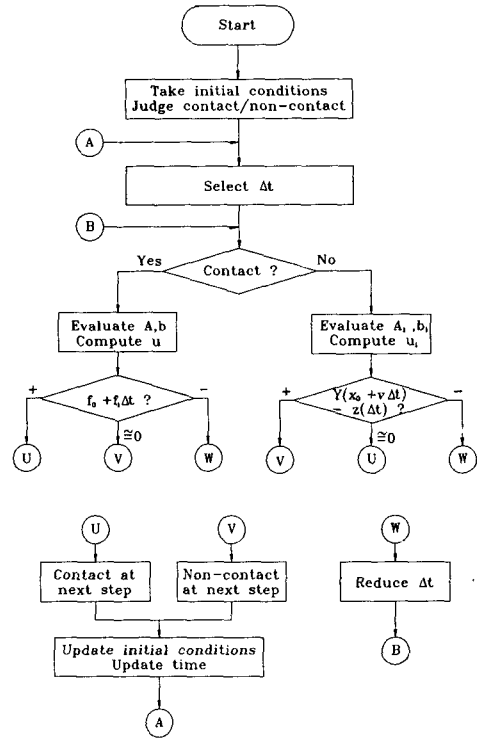 Start
Take initial conditions
Judge contact/non-contact
A
Select Δt
B
Yes
Contact ?
No
Evaluate A,b
Compute u
Evaluate A₁ ,b₁
Compute u₁
+
f₀ +f₁Δt ?
−
+
Y(x₀ +vΔt)
− z(Δt) ?
−
≅0
≅0
U
V
W
V
U
W
U
V
W
Contact at
next step
Non-contact
at next step
Reduce Δt
Update initial conditions
Update time
B
A